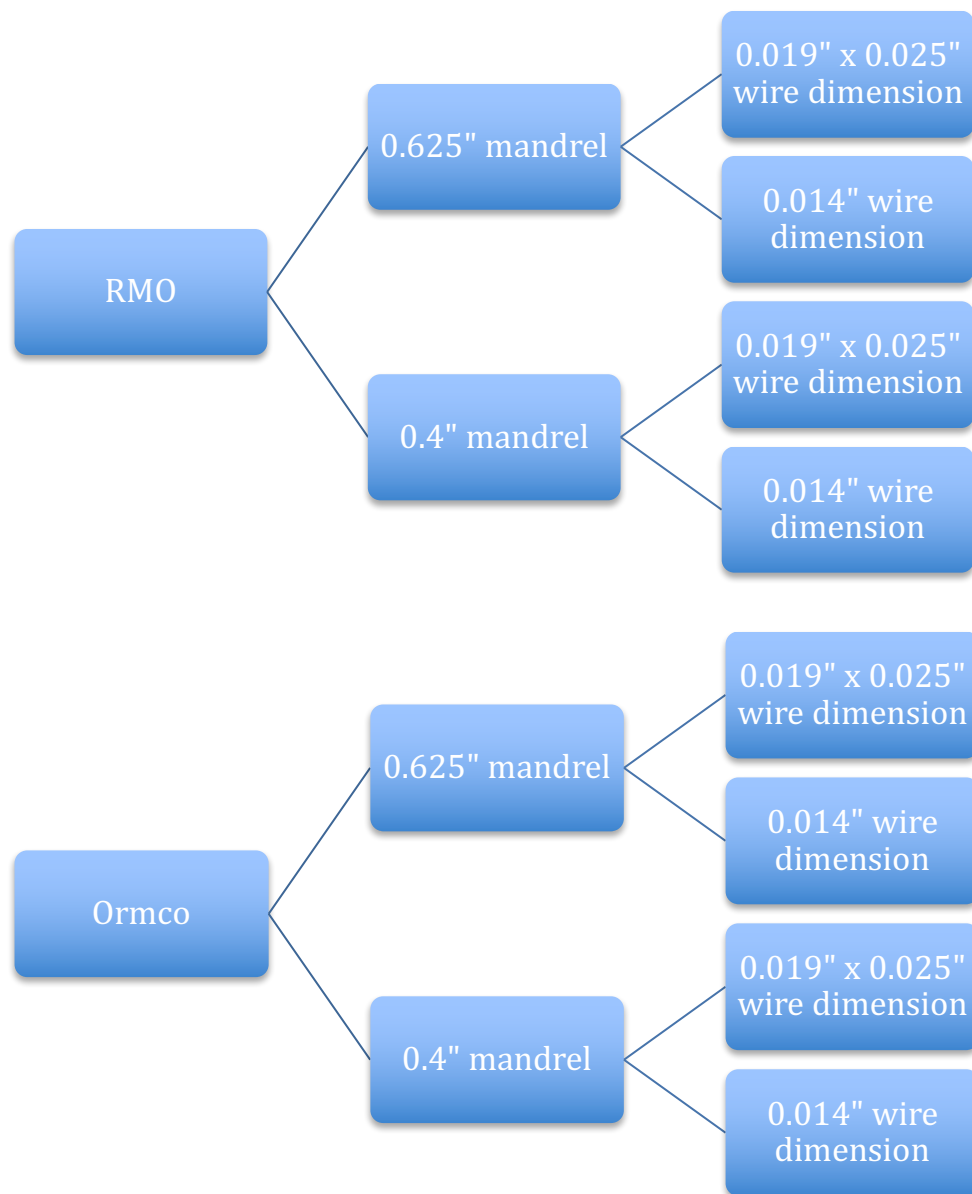 RMO
0.625" mandrel
0.019" x 0.025"
wire dimension
0.014" wire
dimension
0.4" mandrel
0.019" x 0.025"
wire dimension
0.014" wire
dimension
Ormco
0.625" mandrel
0.019" x 0.025"
wire dimension
0.014" wire
dimension
0.4" mandrel
0.019" x 0.025"
wire dimension
0.014" wire
dimension